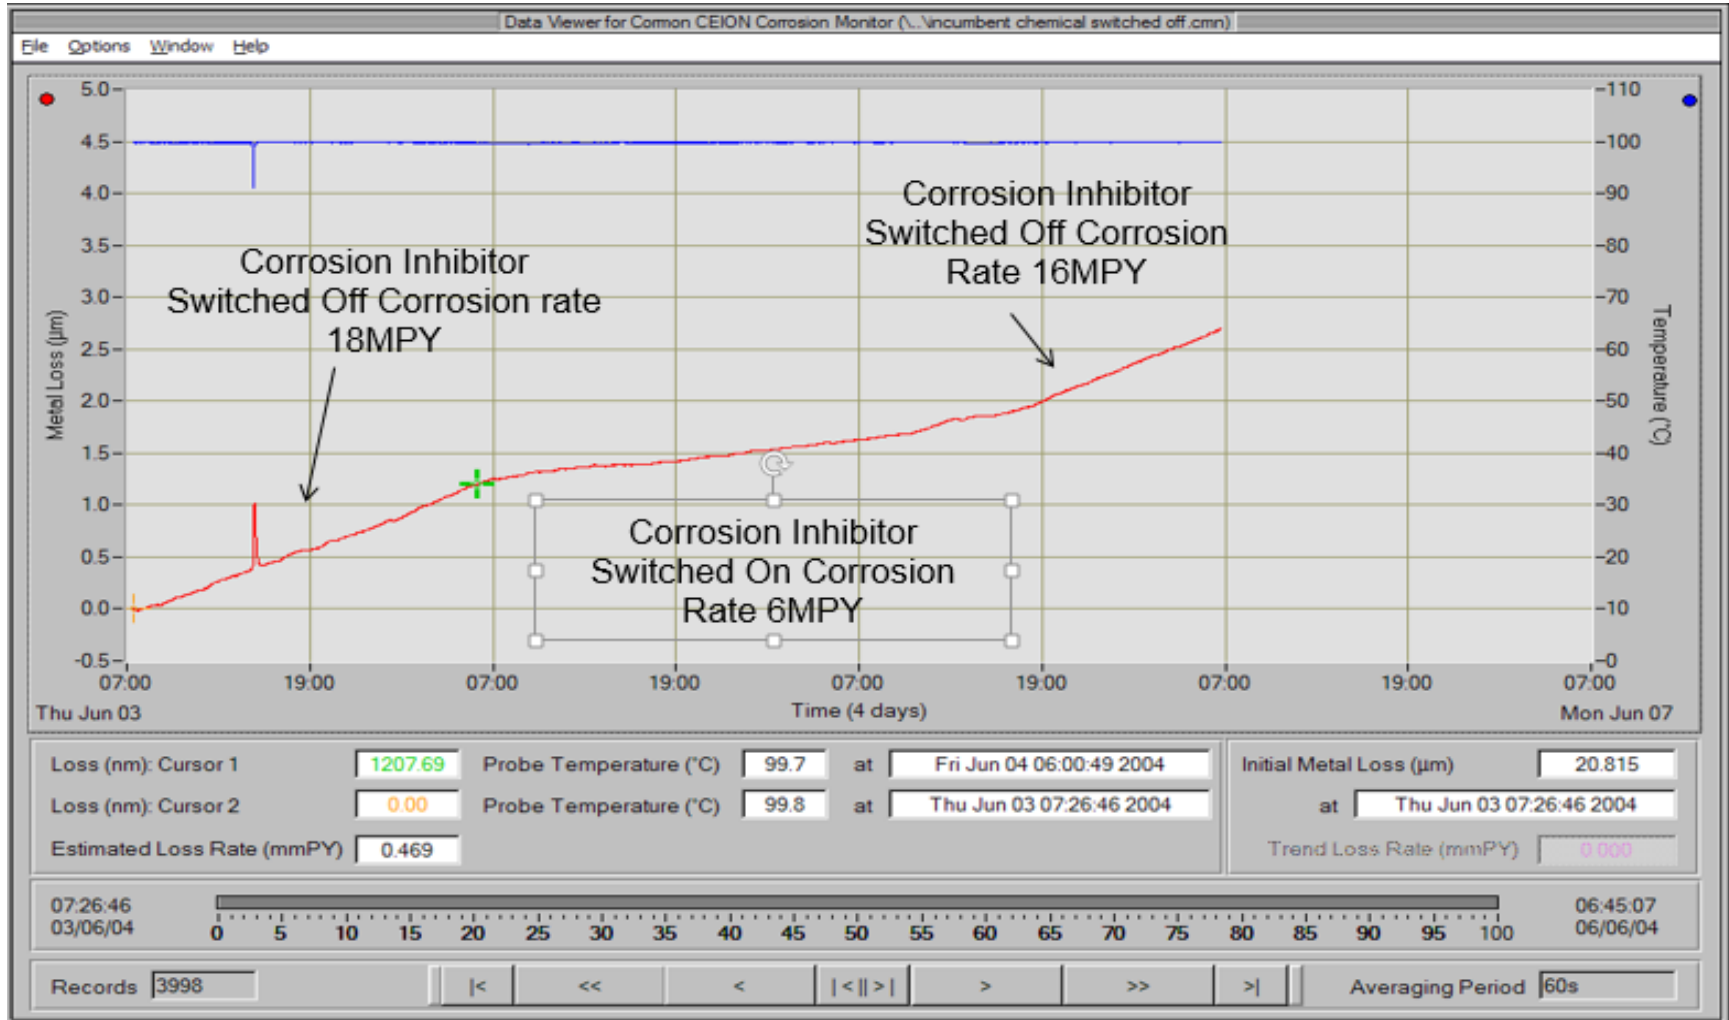 Data Viewer for Cormon CEION Corrosion Monitor (\...\incumbent chemical switched off.cmn)
File Options Window Help
5.0
4.5
4.0
3.5
3.0
2.5
2.0
1.5
1.0
0.5
0.0
-0.5
Metal Loss (µm)
110
100
90
80
70
60
50
40
30
20
10
0
Temperature (°C)
Corrosion Inhibitor
Switched Off Corrosion rate
18MPY
Corrosion Inhibitor
Switched Off Corrosion
Rate 16MPY
Corrosion Inhibitor
Switched On Corrosion
Rate 6MPY
07:00 19:00 07:00 19:00 07:00 19:00 07:00 19:00 07:00
Thu Jun 03 Time (4 days) Mon Jun 07
Loss (nm): Cursor 1 1207.69 Probe Temperature (°C) 99.7 at Fri Jun 04 06:00:49 2004
Loss (nm): Cursor 2 0.00 Probe Temperature (°C) 99.8 at Thu Jun 03 07:26:46 2004
Estimated Loss Rate (mmPY) 0.469
Initial Metal Loss (µm) 20.815
at Thu Jun 03 07:26:46 2004
Trend Loss Rate (mmPY) 0.000
07:26:46
03/06/04
0 5 10 15 20 25 30 35 40 45 50 55 60 65 70 75 80 85 90 95 100
06:45:07
06/06/04
Records 3998 |< << < |<||>| > >> >| Averaging Period 60s